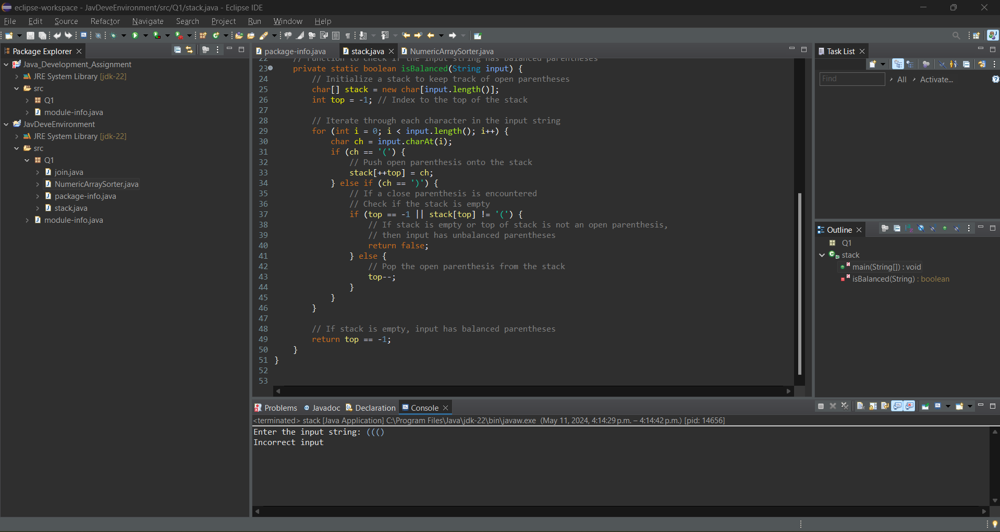 eclipse-workspace - JavDeveEnvironment/src/Q1/stack.java - Eclipse IDE
File Edit Source Refactor Navigate Search Project Run Window Help
Package Explorer
Java_Development_Assignment
JRE System Library [jdk-22]
src
Q1
module-info.java
JavDeveEnvironment
JRE System Library [jdk-22]
src
Q1
join.java
NumericArraySorter.java
package-info.java
stack.java
module-info.java
package-info.java stack.java NumericArraySorter.java
22 // Function to check if the input string has balanced parentheses
23 private static boolean isBalanced(String input) {
24 // Initialize a stack to keep track of open parentheses
25 char[] stack = new char[input.length()];
26 int top = -1; // Index to the top of the stack
27
28 // Iterate through each character in the input string
29 for (int i = 0; i < input.length(); i++) {
30 char ch = input.charAt(i);
31 if (ch == '(') {
32 // Push open parenthesis onto the stack
33 stack[++top] = ch;
34 } else if (ch == ')') {
35 // If a close parenthesis is encountered
36 // Check if the stack is empty
37 if (top == -1 || stack[top] != '(') {
38 // If stack is empty or top of stack is not an open parenthesis,
39 // then input has unbalanced parentheses
40 return false;
41 } else {
42 // Pop the open parenthesis from the stack
43 top--;
44 }
45 }
46 }
47
48 // If stack is empty, input has balanced parentheses
49 return top == -1;
50 }
51 }
52
53
Task List
Find All Activate...
Outline
Q1
stack
main(String[]) : void
isBalanced(String) : boolean
Problems Javadoc Declaration Console
<terminated> stack [Java Application] C:\Program Files\Java\jdk-22\bin\javaw.exe (May 11, 2024, 4:14:29 p.m. – 4:14:42 p.m.) [pid: 14656]
Enter the input string: ((()
Incorrect input